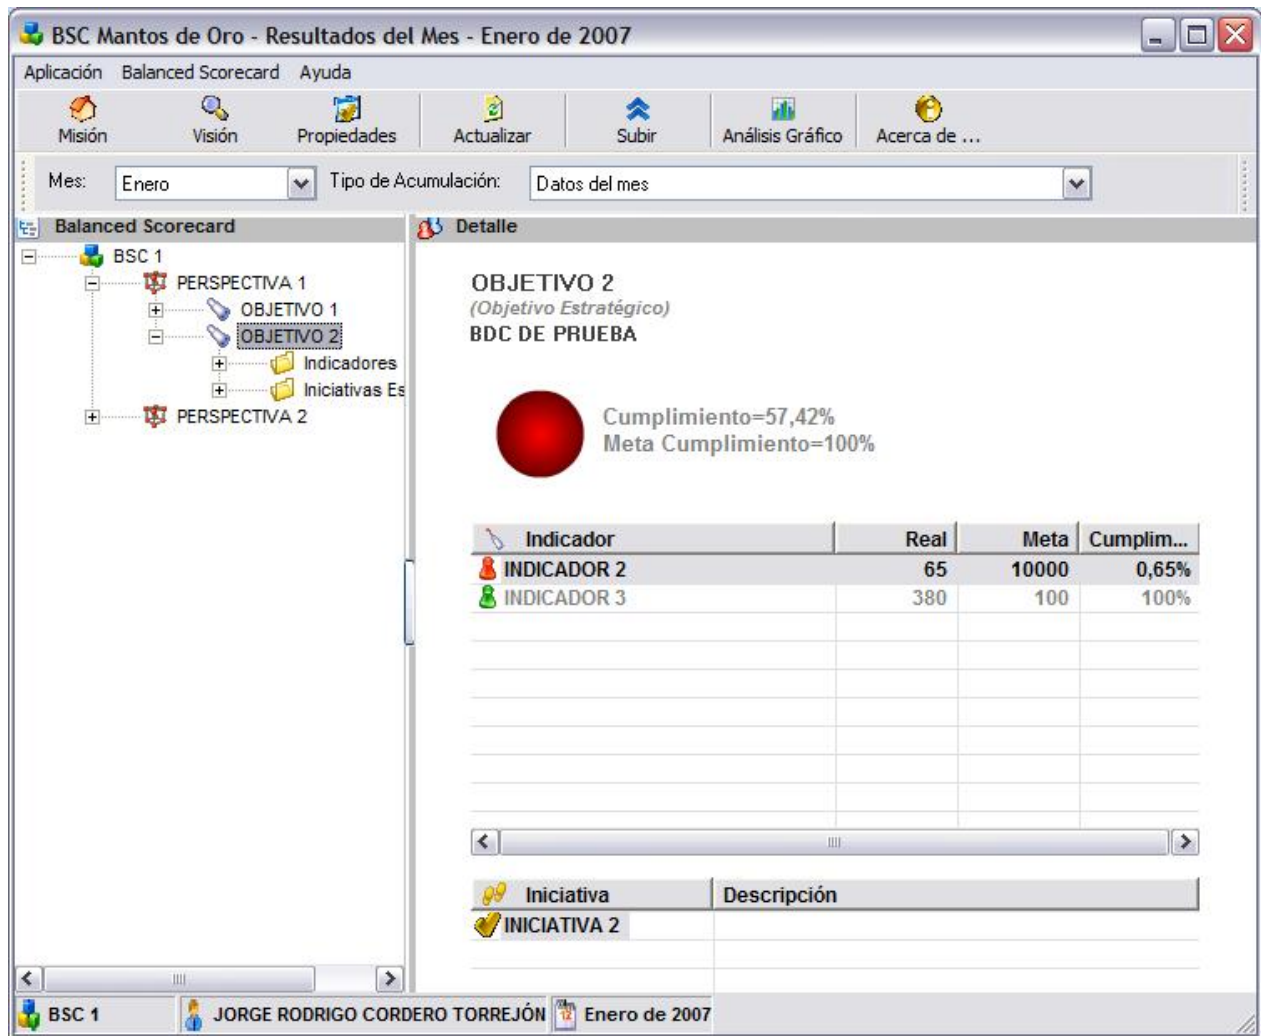 BSC Mantos de Oro - Resultados del Mes - Enero de 2007
Aplicación Balanced Scorecard Ayuda
Misión Visión Propiedades Actualizar Subir Análisis Gráfico Acerca de ...
Mes: Enero Tipo de Acumulación: Datos del mes
Balanced Scorecard
BSC 1
PERSPECTIVA 1
OBJETIVO 1
OBJETIVO 2
Indicadores
Iniciativas Es
PERSPECTIVA 2
Detalle
OBJETIVO 2
(Objetivo Estratégico)
BDC DE PRUEBA
Cumplimiento=57,42%
Meta Cumplimiento=100%
Indicador Real Meta Cumplim...
INDICADOR 2 65 10000 0,65%
INDICADOR 3 380 100 100%
Iniciativa Descripción
INICIATIVA 2
BSC 1 JORGE RODRIGO CORDERO TORREJÓN 12 Enero de 2007